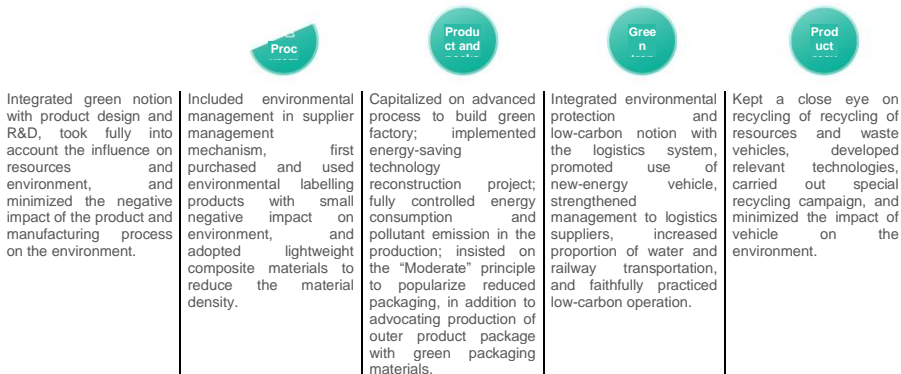 Proc
Produ
ct and
Gree
n
Prod
uct
Integrated green notion
with product design and
R&D, took fully into
account the influence on
resources and
environment, and
minimized the negative
impact of the product and
manufacturing process
on the environment.
Included environmental
management in supplier
management
mechanism, first
purchased and used
environmental labelling
products with small
negative impact on
environment, and
adopted lightweight
composite materials to
reduce the material
density.
Capitalized on advanced
process to build green
factory; implemented
energy-saving
technology
reconstruction project;
fully controlled energy
consumption and
pollutant emission in the
production; insisted on
the “Moderate” principle
to popularize reduced
packaging, in addition to
advocating production of
outer product package
with green packaging
materials.
Integrated environmental
protection and
low-carbon notion with
the logistics system,
promoted use of
new-energy vehicle,
strengthened
management to logistics
suppliers, increased
proportion of water and
railway transportation,
and faithfully practiced
low-carbon operation.
Kept a close eye on
recycling of recycling of
resources and waste
vehicles, developed
relevant technologies,
carried out special
recycling campaign, and
minimized the impact of
vehicle on the
environment.